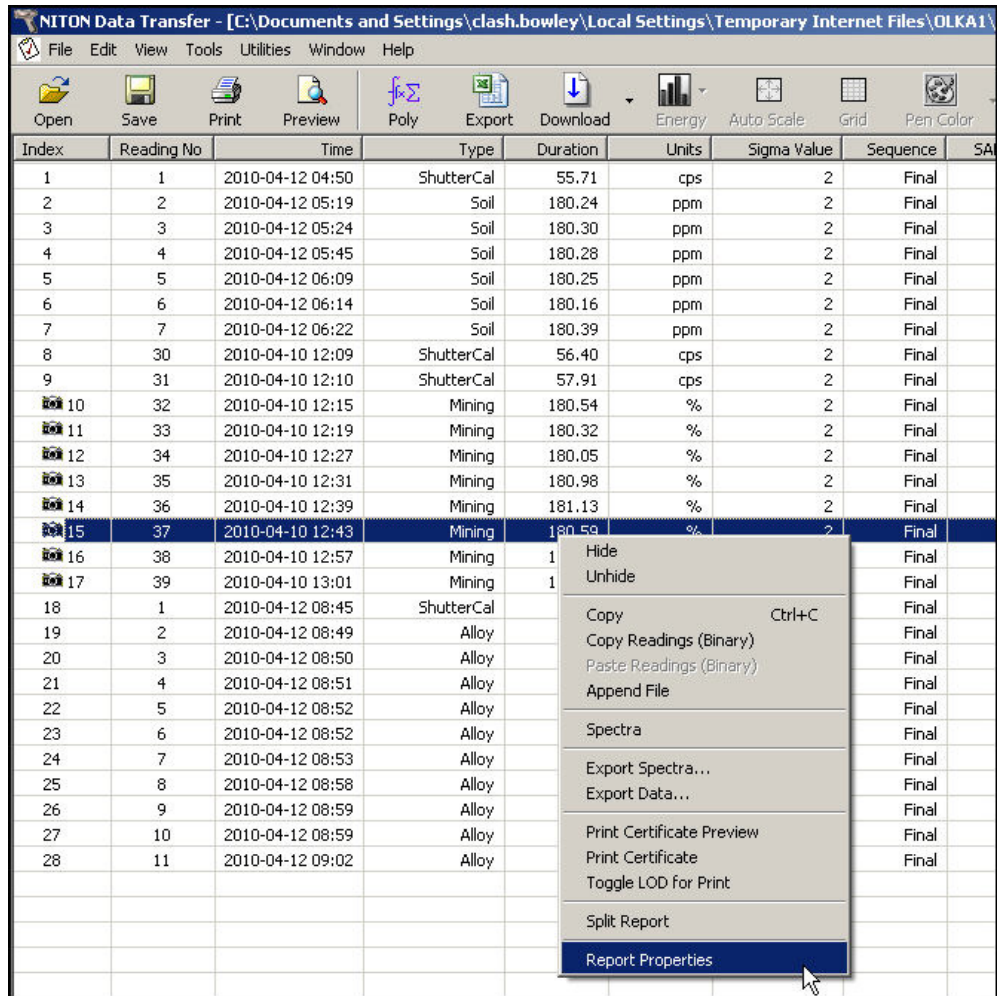 NITON Data Transfer - [C:\Documents and Settings\clash.bowley\Local Settings\Temporary Internet Files\OLKA1\
File Edit View Tools Utilities Window Help
Open Save Print Preview Poly Export Download Energy Auto Scale Grid Pen Color
Index Reading No Time Type Duration Units Sigma Value Sequence
1 1 2010-04-12 04:50 ShutterCal 55.71 cps 2 Final
2 2 2010-04-12 05:19 Soil 180.24 ppm 2 Final
3 3 2010-04-12 05:24 Soil 180.30 ppm 2 Final
4 4 2010-04-12 05:45 Soil 180.28 ppm 2 Final
5 5 2010-04-12 06:09 Soil 180.25 ppm 2 Final
6 6 2010-04-12 06:14 Soil 180.16 ppm 2 Final
7 7 2010-04-12 06:22 Soil 180.39 ppm 2 Final
8 30 2010-04-10 12:09 ShutterCal 56.40 cps 2 Final
9 31 2010-04-10 12:10 ShutterCal 57.91 cps 2 Final
10 32 2010-04-10 12:15 Mining 180.54 % 2 Final
11 33 2010-04-10 12:19 Mining 180.32 % 2 Final
12 34 2010-04-10 12:27 Mining 180.05 % 2 Final
13 35 2010-04-10 12:31 Mining 180.98 % 2 Final
14 36 2010-04-10 12:39 Mining 181.13 % 2 Final
15 37 2010-04-10 12:43 Mining 180.59 % 2 Final
16 38 2010-04-10 12:57 Mining 1 Final
17 39 2010-04-10 13:01 Mining 1 Final
18 1 2010-04-12 08:45 ShutterCal Final
19 2 2010-04-12 08:49 Alloy Final
20 3 2010-04-12 08:50 Alloy Final
21 4 2010-04-12 08:51 Alloy Final
22 5 2010-04-12 08:52 Alloy Final
23 6 2010-04-12 08:52 Alloy Final
24 7 2010-04-12 08:53 Alloy Final
25 8 2010-04-12 08:58 Alloy Final
26 9 2010-04-12 08:59 Alloy Final
27 10 2010-04-12 08:59 Alloy Final
28 11 2010-04-12 09:02 Alloy Final
Hide
Unhide
Copy Ctrl+C
Copy Readings (Binary)
Paste Readings (Binary)
Append File
Spectra
Export Spectra...
Export Data...
Print Certificate Preview
Print Certificate
Toggle LOD for Print
Split Report
Report Properties